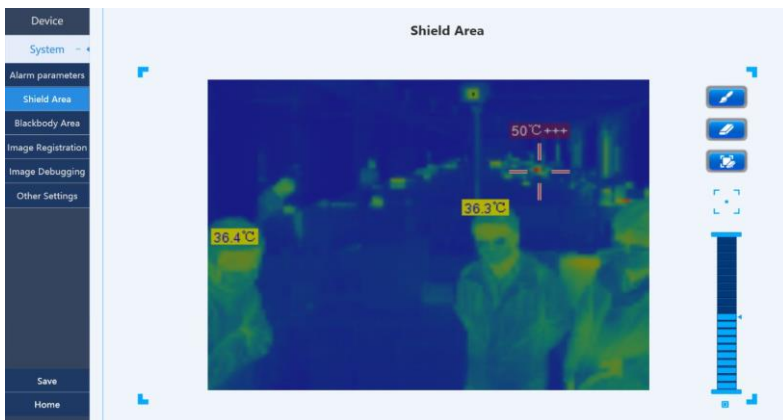 Device
System
Alarm parameters
Shield Area
Blackbody Area
Image Registration
Image Debugging
Other Settings
Save
Home
Shield Area
50℃+++
36.3℃
36.4℃